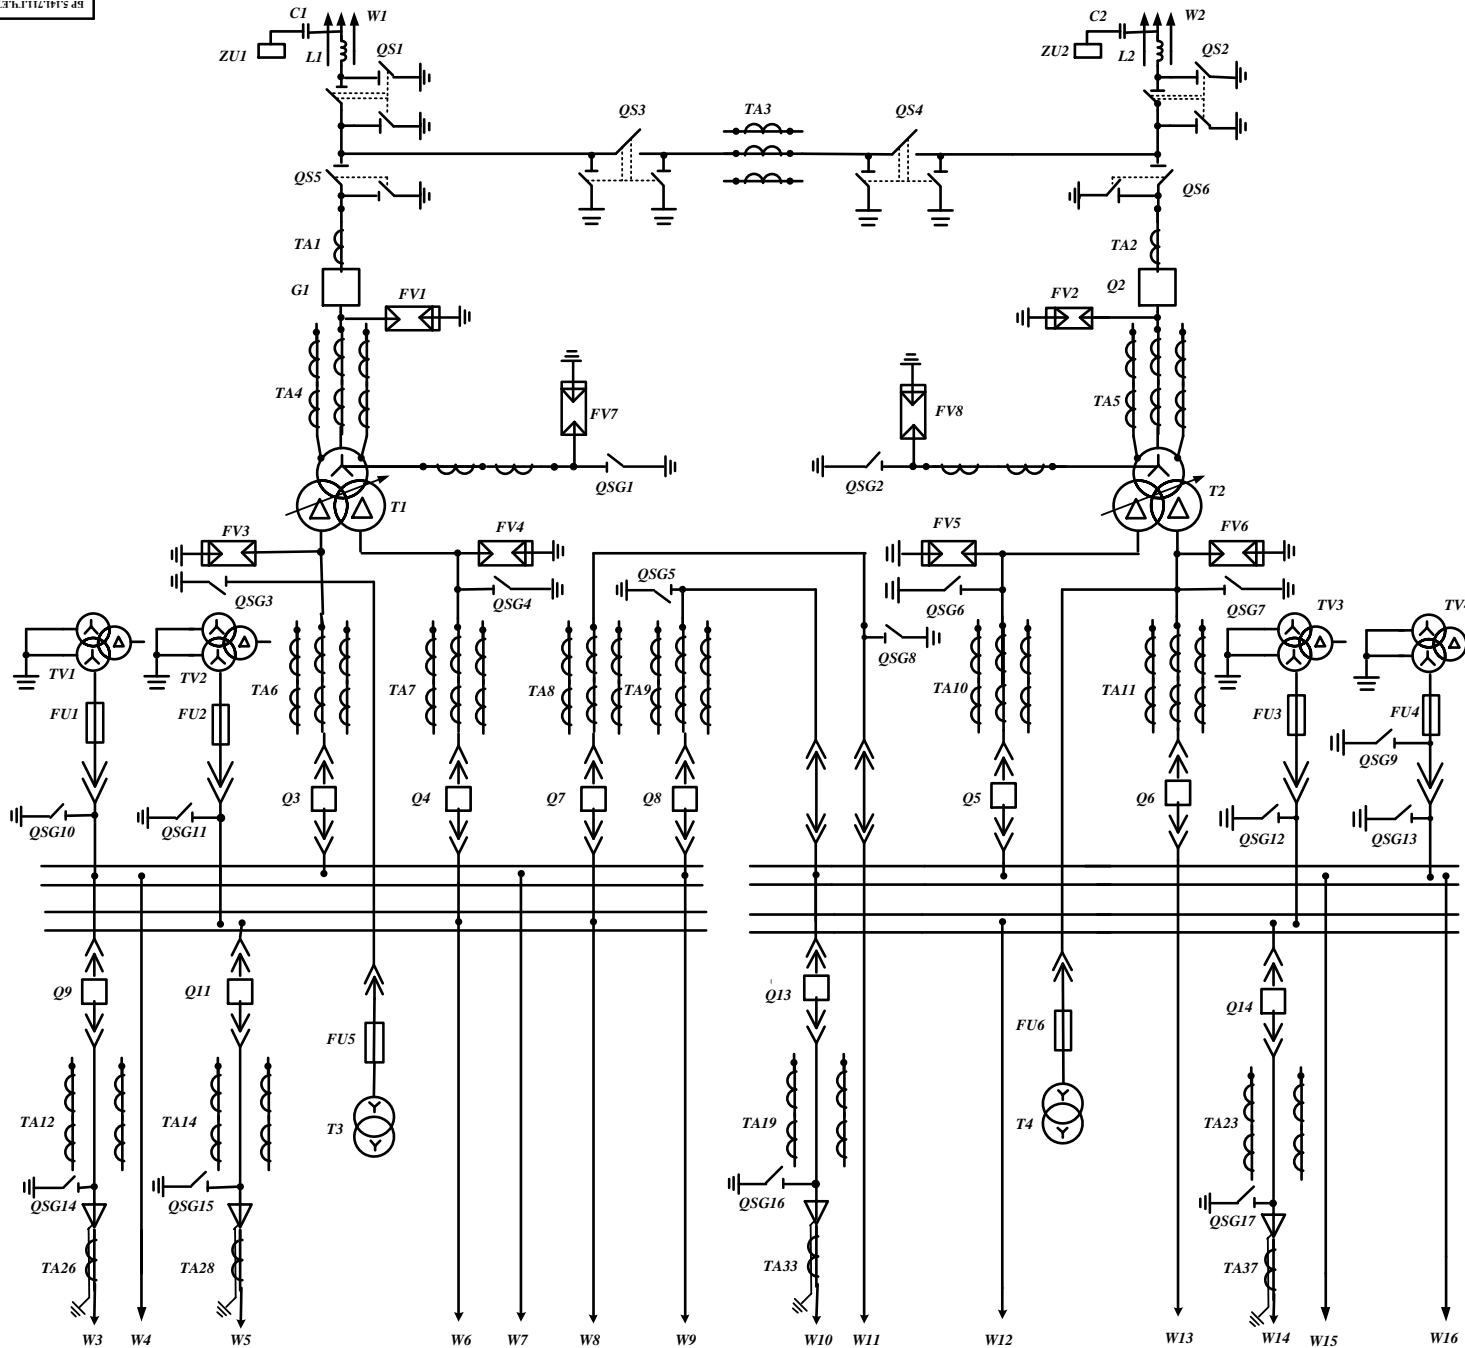 C1 W1 C2 W2
ZU1 L1 QS1 ZU2 L2 QS2
QS3 TA3 QS4
QS5 QS6
TA1 TA2
G1 FV1 FV2 Q2
TA4 FV7 FV8 TA5
QSG1 QSG2
T1 T2
FV3 FV4 FV5 FV6
QSG3 QSG4 QSG5 QSG6 QSG7 TV3
QSG8
TV1 TV2 TA6 TA7 TA8 TA9 TA10 TA11
FU1 FU2 FU3 FU4
QSG9
Q3 Q4 Q7 Q8 Q5 Q6
QSG10 QSG11 QSG12 QSG13
Q9 Q11 Q13 Q14
FU5 FU6
TA12 TA14 T3 TA19 T4 TA23
QSG14 QSG15 QSG16 QSG17
TA26 TA28 TA33 TA37
W3 W4 W5 W6 W7 W8 W9 W10 W11 W12 W13 W14 W15 W16